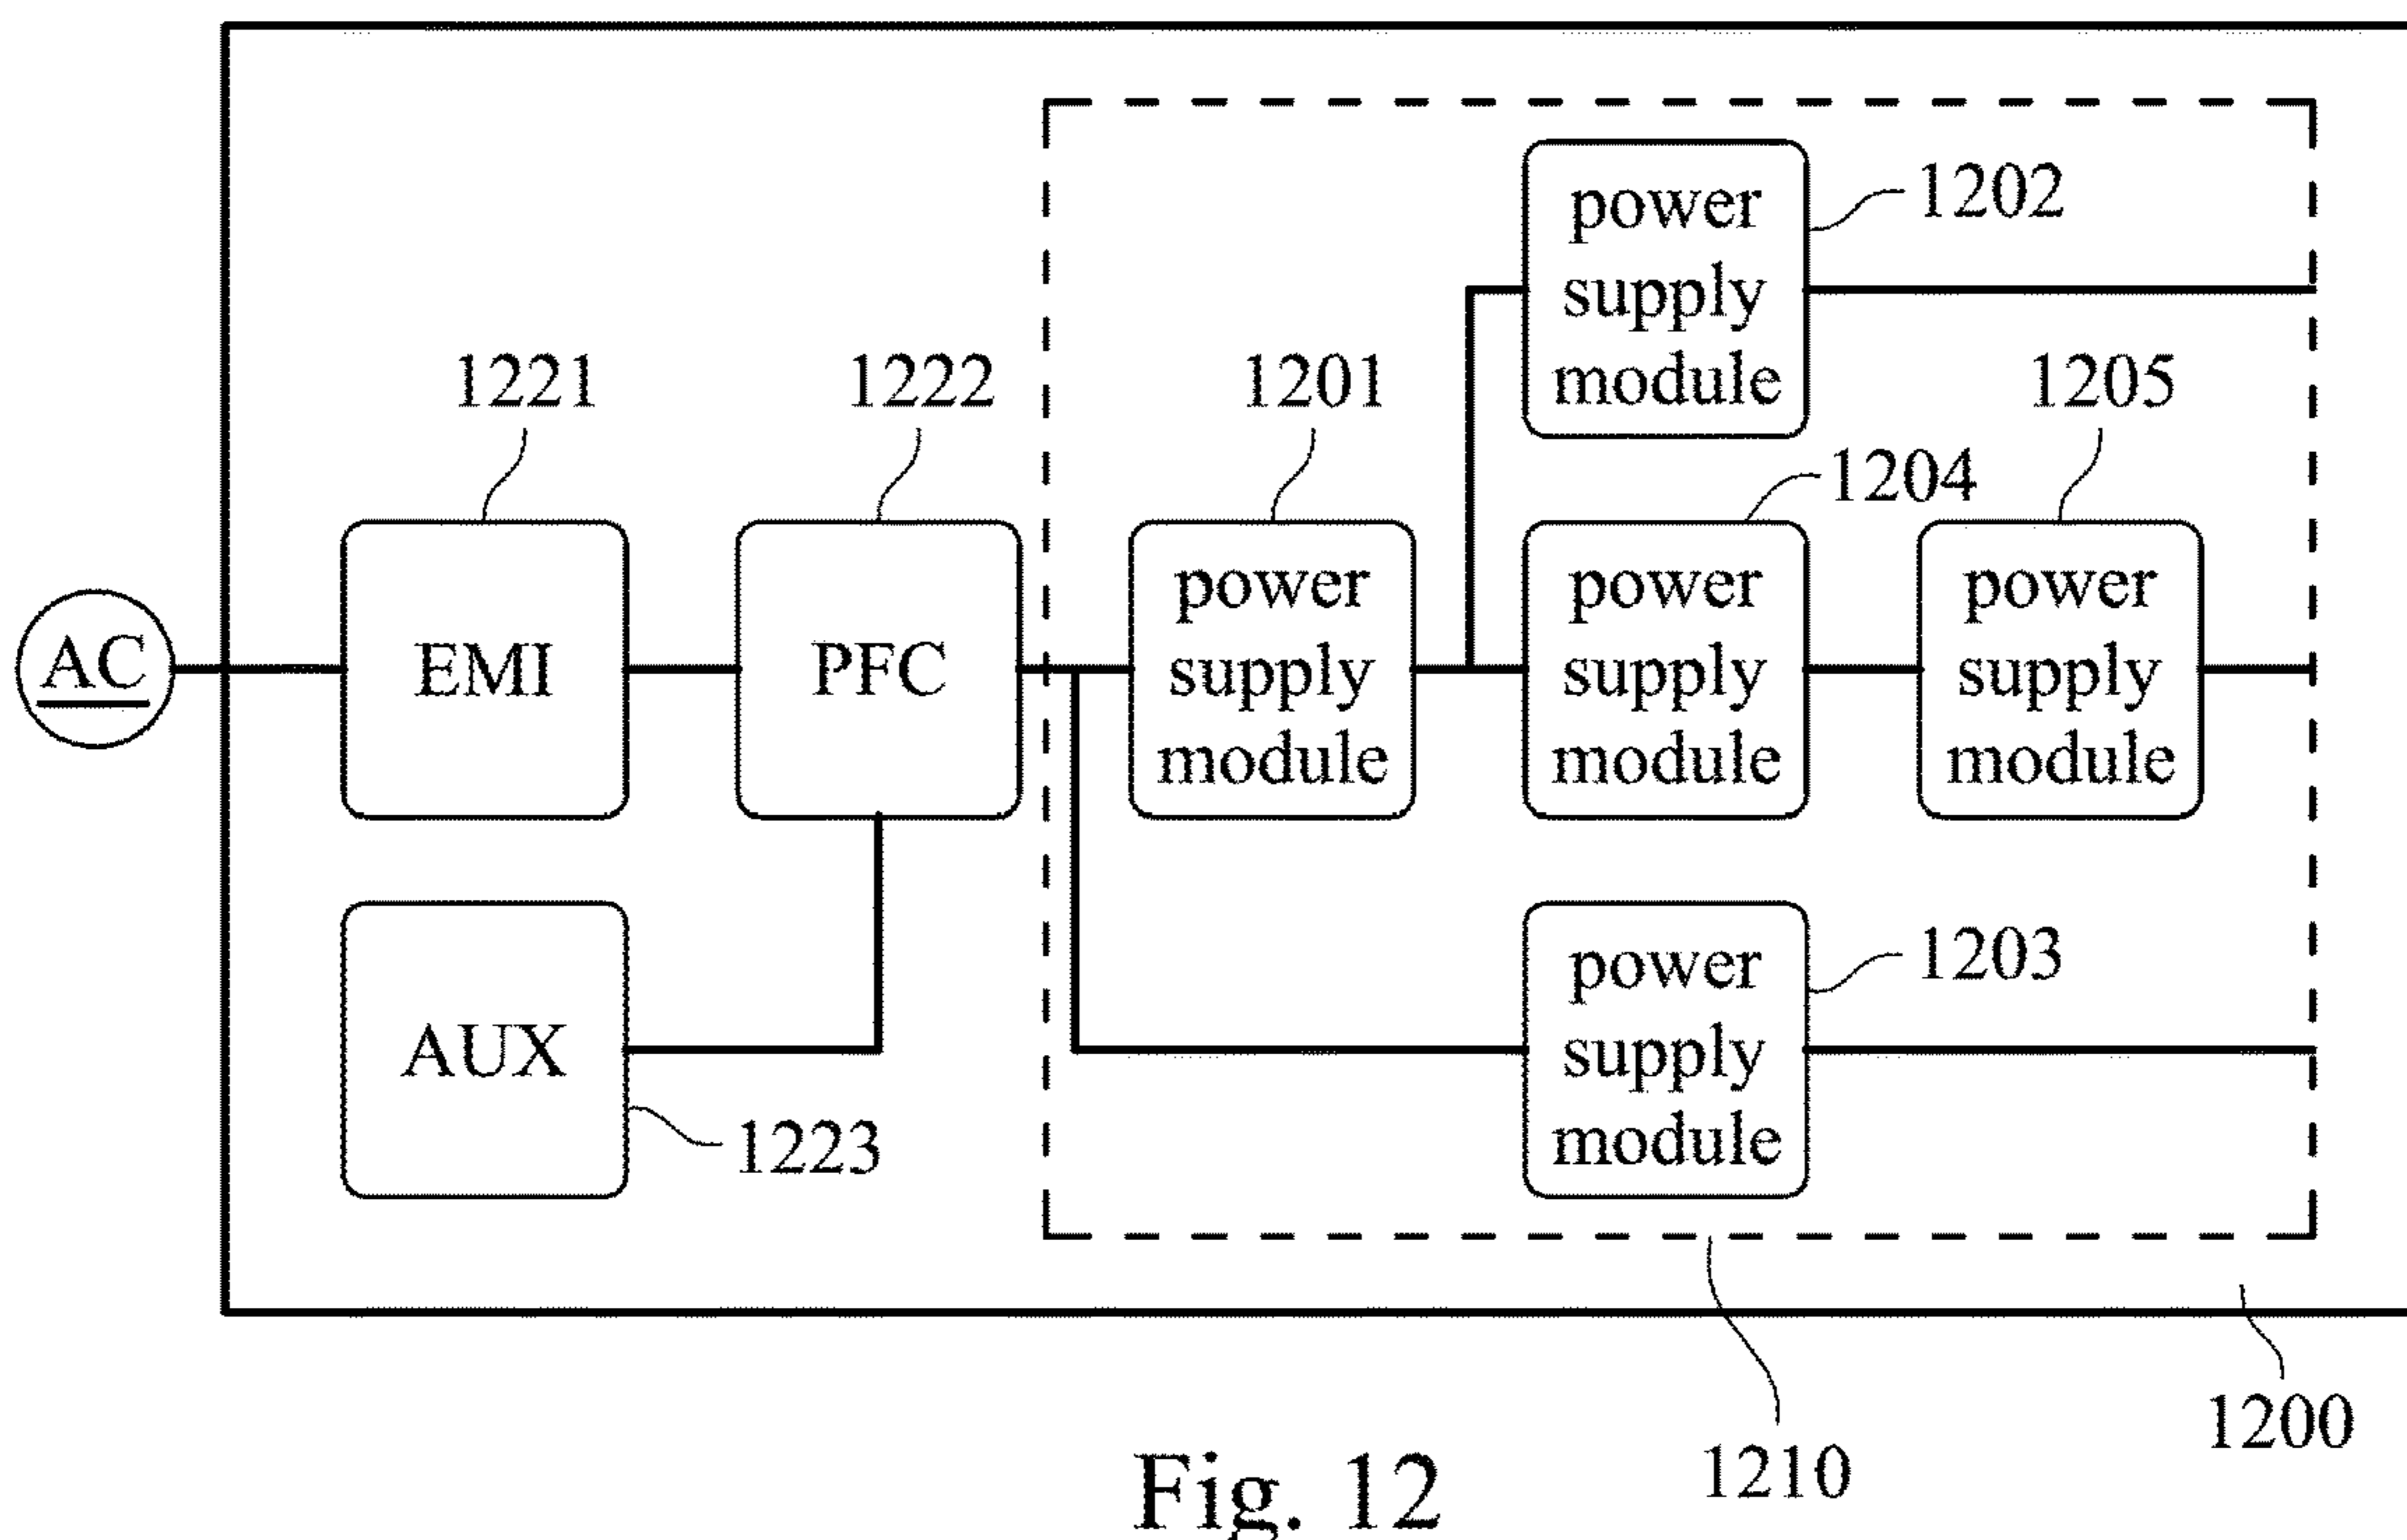 power
supply
module
1202
1221
1222
1201
1205
1204
AC
EMI
PFC
power
supply
module
power
supply
module
power
supply
module
AUX
1223
power
supply
module
1203
1200
1210
Fig. 12